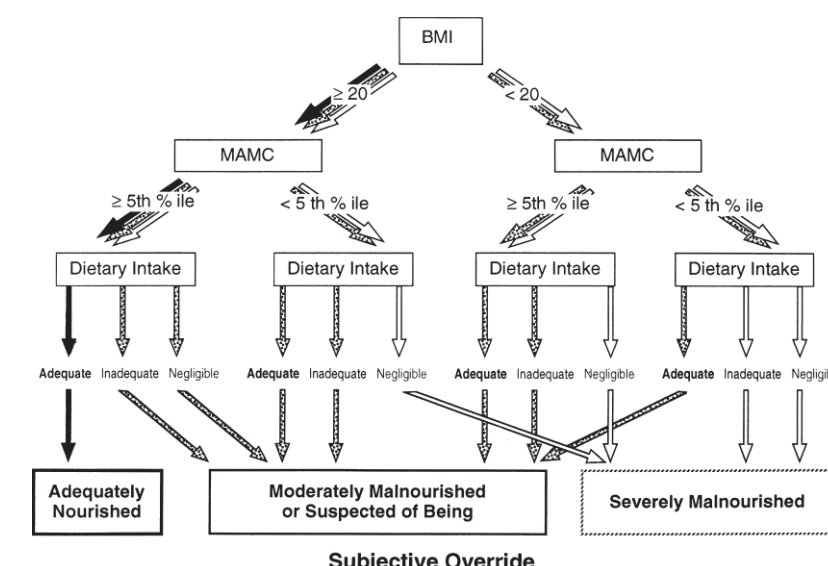 BMI
≥ 20
< 20
MAMC
MAMC
≥ 5th % ile
< 5 th % ile
≥ 5th % ile
< 5 th % ile
Dietary Intake
Dietary Intake
Dietary Intake
Dietary Intake
Adequate Inadequate Negligible
Adequate Inadequate Negligible
Adequate Inadequate Negligible
Adequate Inadequate Negligi
Adequately
Nourished
Moderately Malnourished
or Suspected of Being
Severely Malnourished
Subjective Override